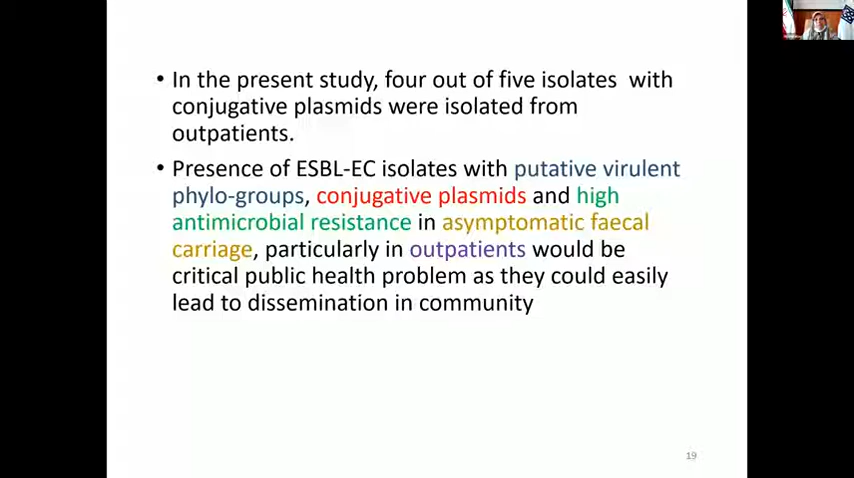 • In the present study, four out of five isolates with
conjugative plasmids were isolated from
outpatients.
• Presence of ESBL-EC isolates with putative virulent
phylo-groups, conjugative plasmids and high
antimicrobial resistance in asymptomatic faecal
carriage, particularly in outpatients would be
critical public health problem as they could easily
lead to dissemination in community
19